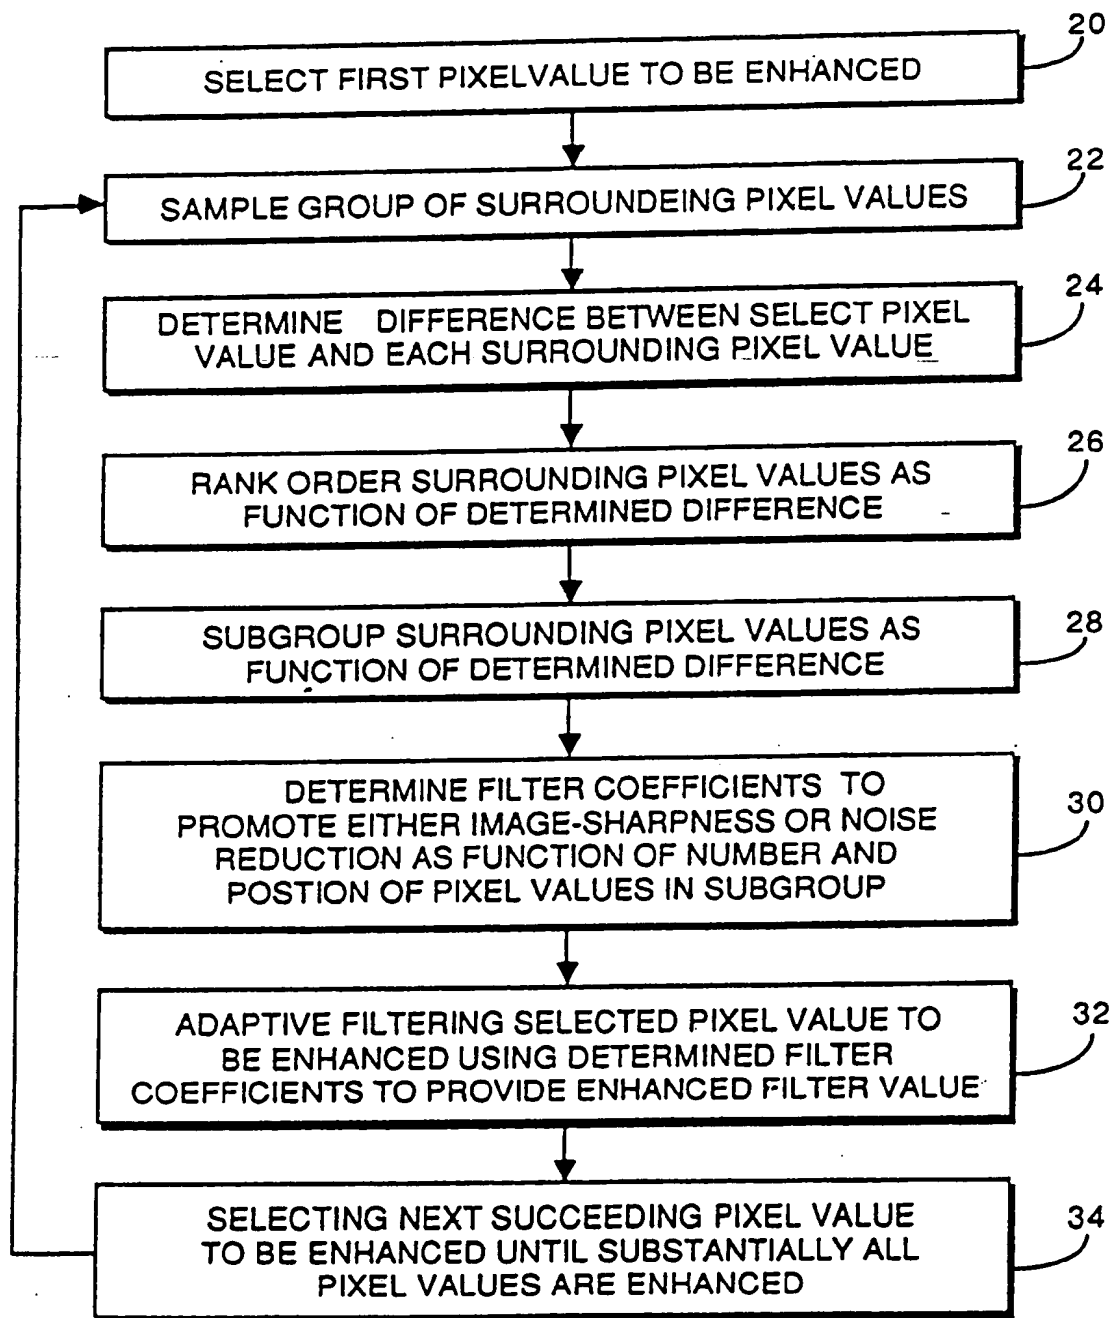 20
SELECT FIRST PIXELVALUE TO BE ENHANCED
22
SAMPLE GROUP OF SURROUNDEING PIXEL VALUES
24
DETERMINE DIFFERENCE BETWEEN SELECT PIXEL
VALUE AND EACH SURROUNDING PIXEL VALUE
26
RANK ORDER SURROUNDING PIXEL VALUES AS
FUNCTION OF DETERMINED DIFFERENCE
28
SUBGROUP SURROUNDING PIXEL VALUES AS
FUNCTION OF DETERMINED DIFFERENCE
30
DETERMINE FILTER COEFFICIENTS TO
PROMOTE EITHER IMAGE-SHARPNESS OR NOISE
REDUCTION AS FUNCTION OF NUMBER AND
POSTION OF PIXEL VALUES IN SUBGROUP
32
ADAPTIVE FILTERING SELECTED PIXEL VALUE TO
BE ENHANCED USING DETERMINED FILTER
COEFFICIENTS TO PROVIDE ENHANCED FILTER VALUE
34
SELECTING NEXT SUCCEEDING PIXEL VALUE
TO BE ENHANCED UNTIL SUBSTANTIALLY ALL
PIXEL VALUES ARE ENHANCED